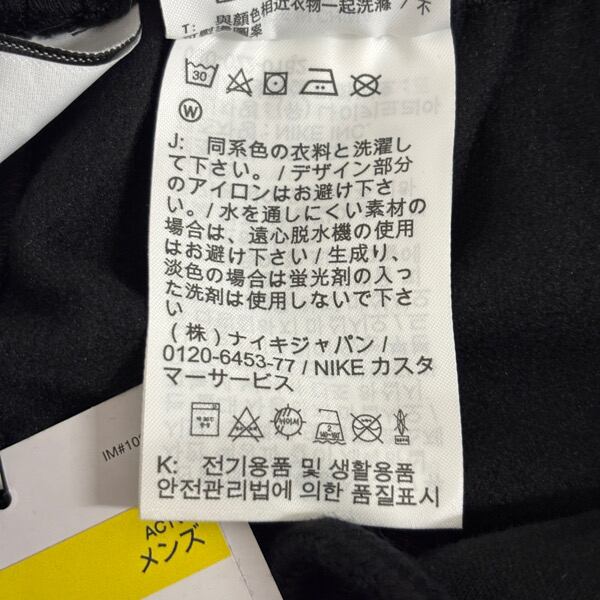 T: 與顏色相近衣物一起洗滌 / 不
30
W
J: 同系色の衣料と洗濯し
て下さい。/ デザイン部分
のアイロンはお避け下さ
い。/ 水を通しにくい素材の
場合は、遠心脱水機の使用
はお避け下さい / 生成り、
淡色の場合は蛍光剤の入っ
た洗剤は使用しないで下さ
い
(株) ナイキジャパン /
0120-6453-77 / NIKE カスタ
マーサービス
K: 전기용품 및 생활용품
안전관리법에 의한 품질표시
IM#10
ACT
メンズ